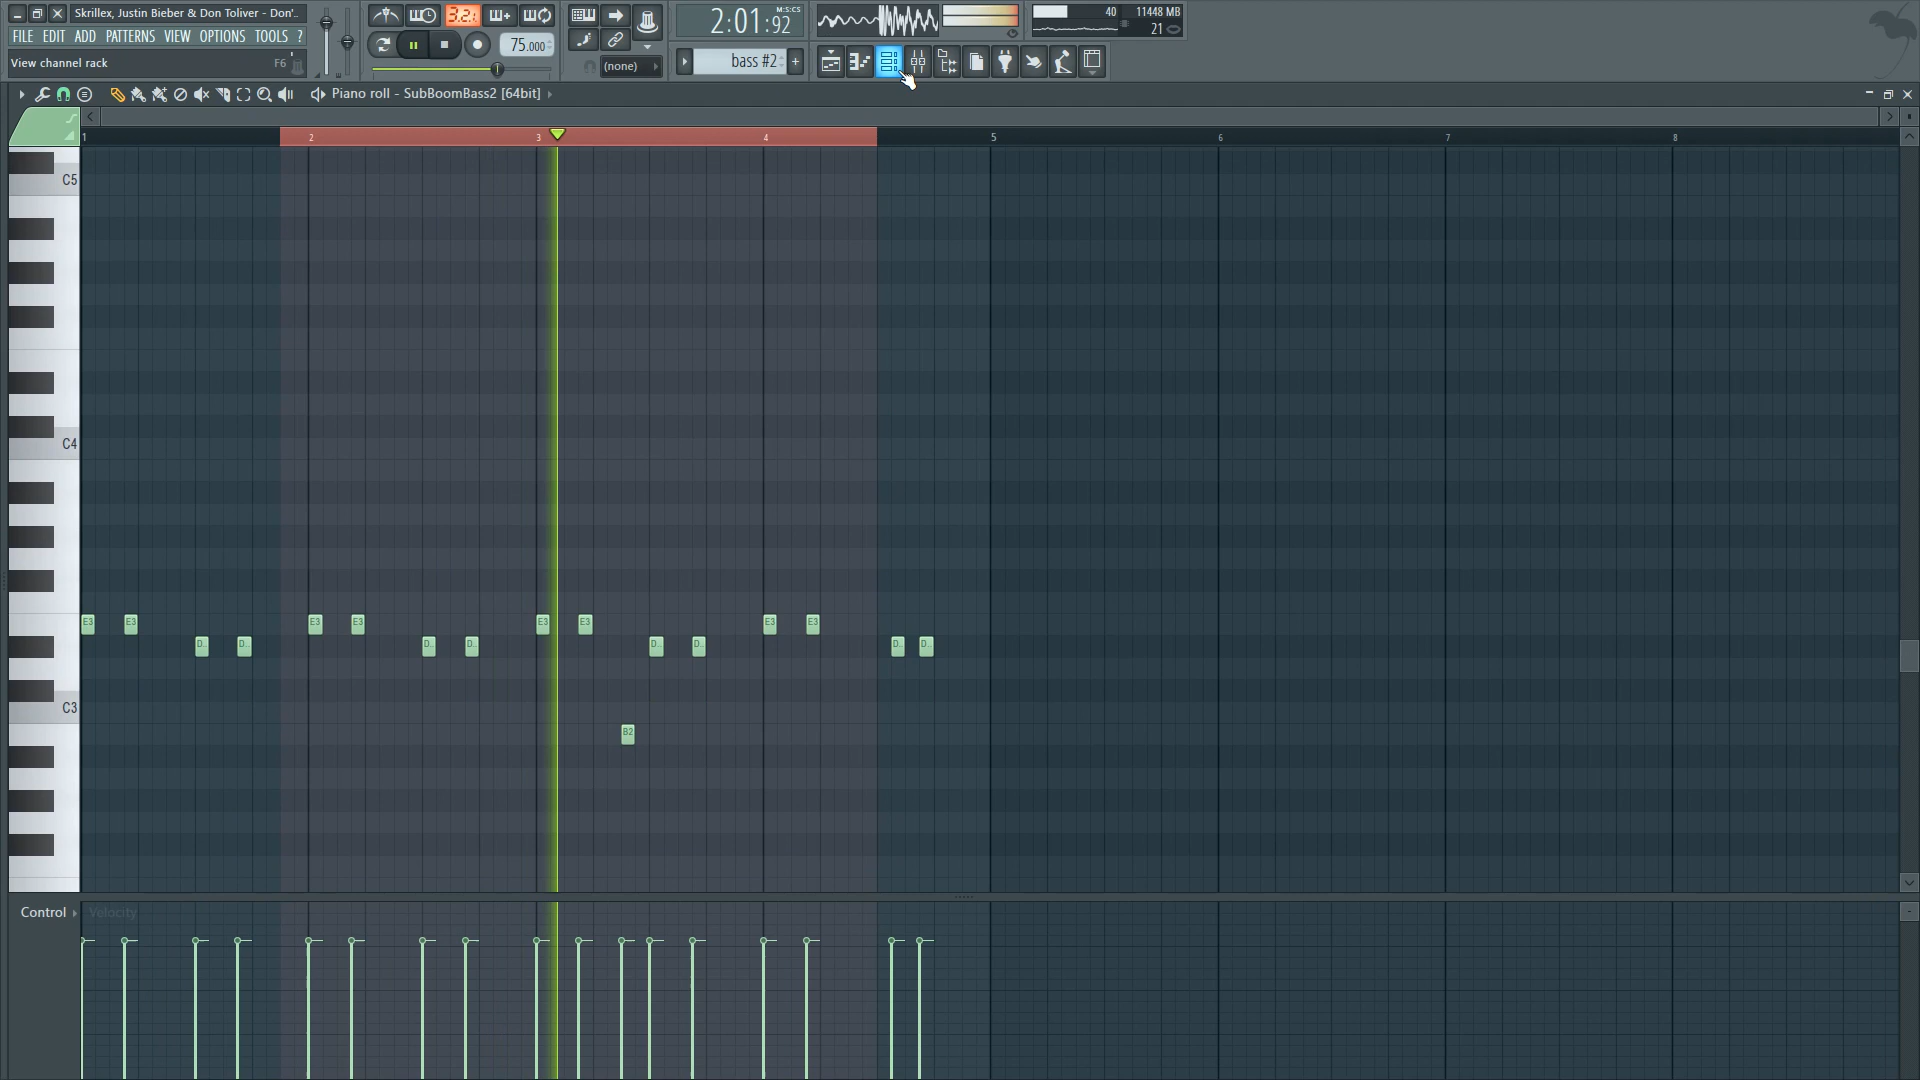 Skrillex, Justin Bieber & Don Toliver - Don'..
FILE EDIT ADD PATTERNS VIEW OPTIONS TOOLS ?
View channel rack F6
3.2.
75.000
(none)
2:01:92
M:S:CS
bass #2
40 11448 MB
21
Piano roll - SubBoomBass2 [64bit]
1 2 3 4 5 6 7 8
C5
C4
E3 E3 E3 E3 E3 E3 E3 E3
D.. D.. D.. D.. D.. D.. D.. D..
C3
B2
Control Velocity